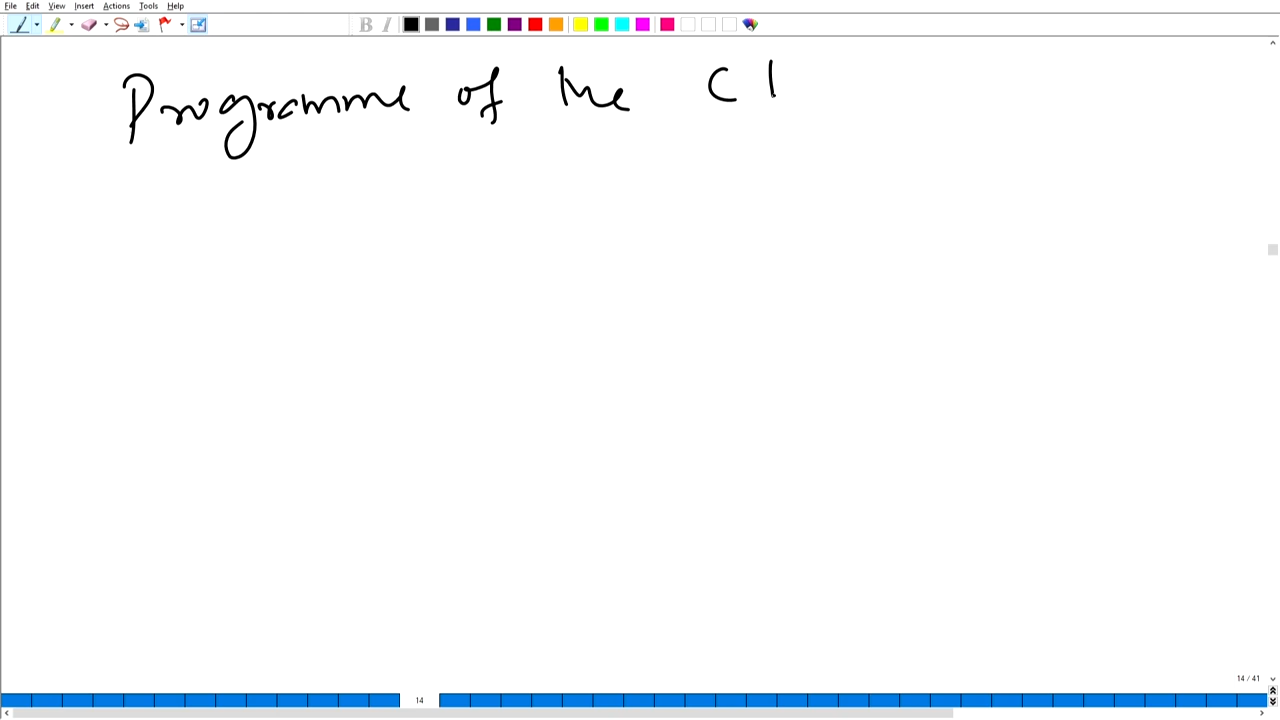 File Edit View Insert Actions Tools Help
B I
Programme of the C
14 / 41
14